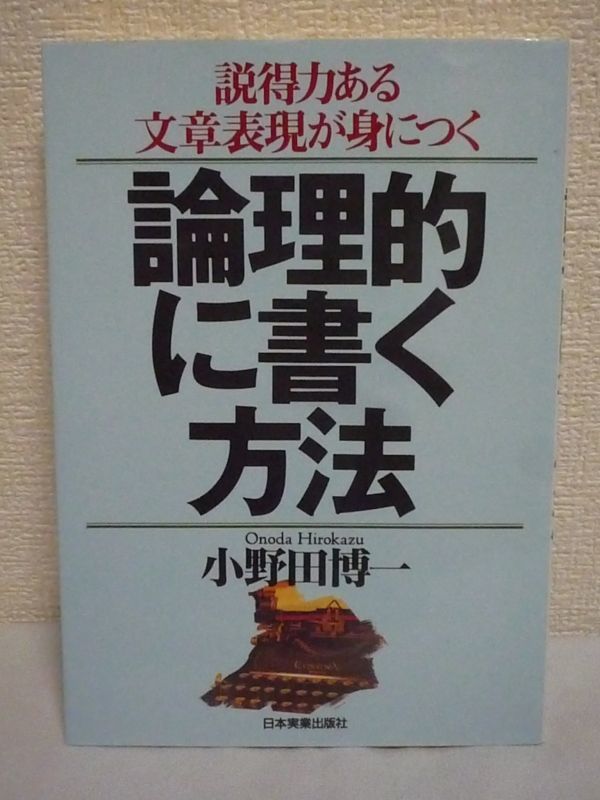 説得力ある
文章表現が身につく
論理的
に書く
方法
Onoda Hirokazu
小野田博一
日本実業出版社